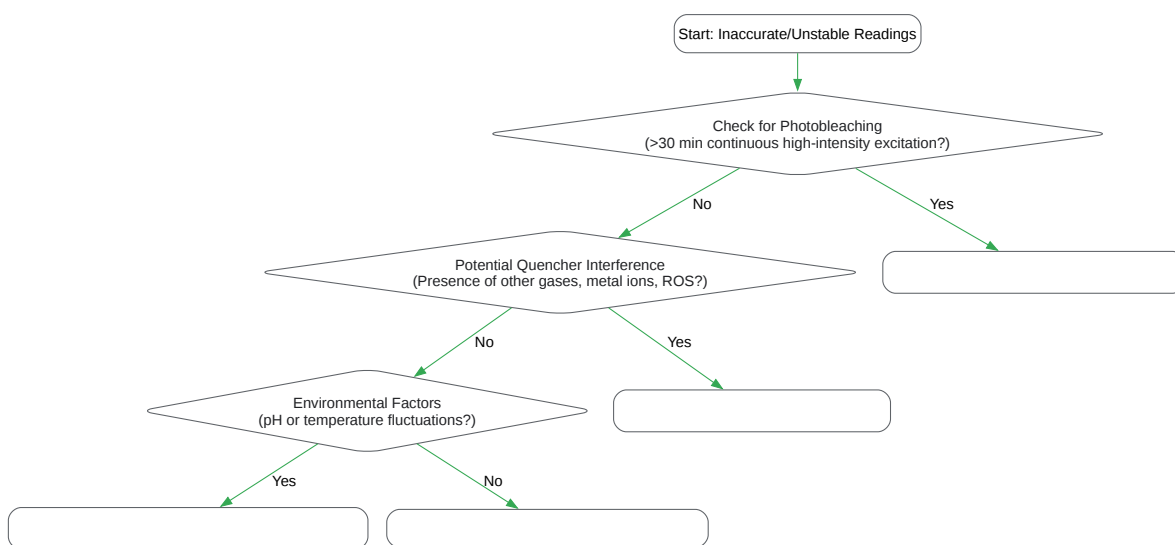 Start: Inaccurate/Unstable Readings
Check for Photobleaching
(>30 min continuous high-intensity excitation?)
No
Yes
Potential Quencher Interference
(Presence of other gases, metal ions, ROS?)
No
Yes
Environmental Factors
(pH or temperature fluctuations?)
Yes
No